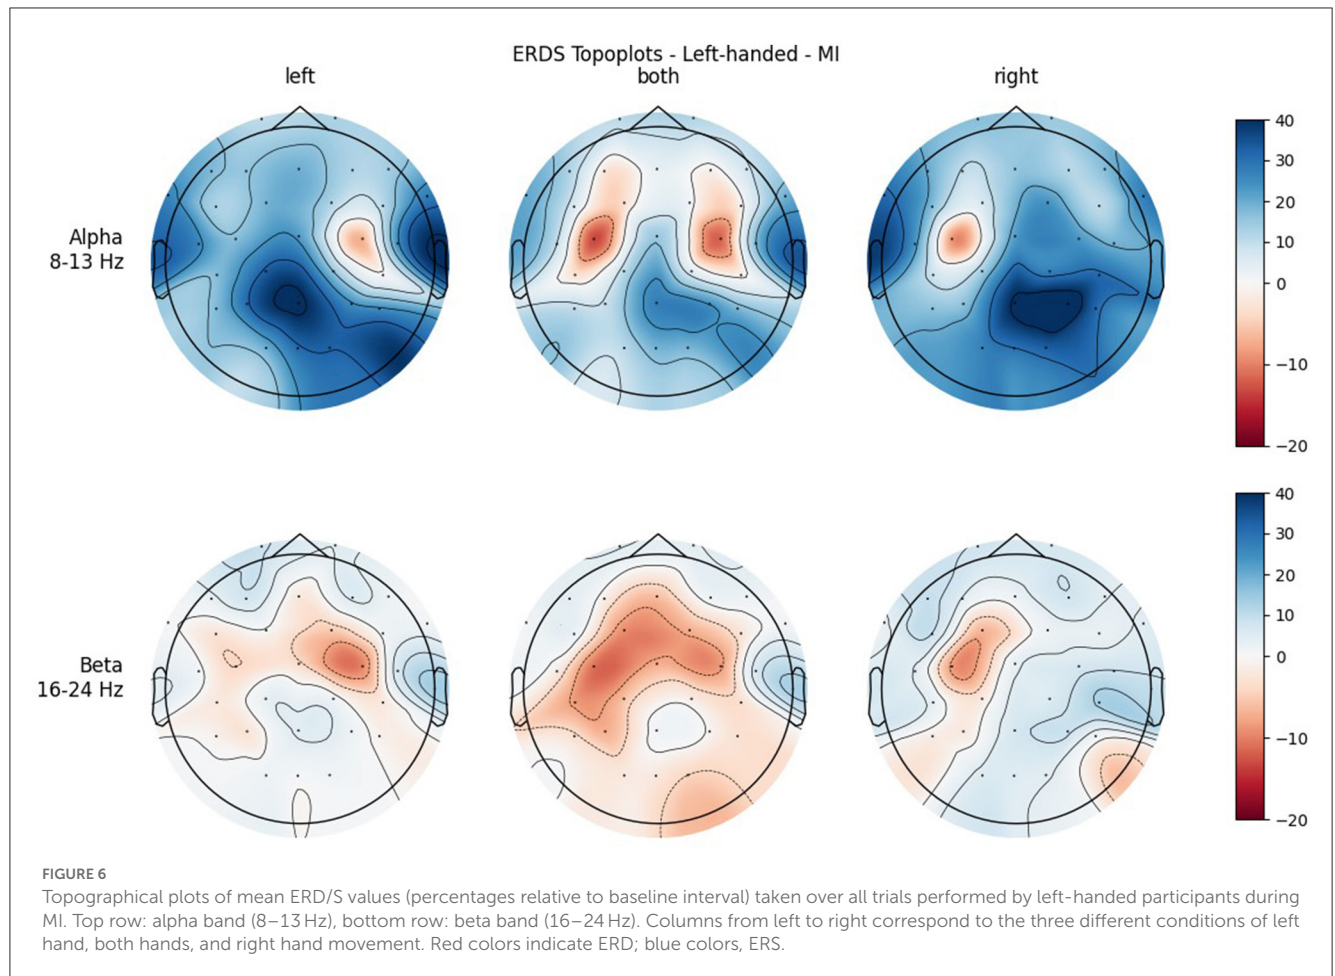 ERDS Topoplots - Left-handed - MI
left both right
Alpha
8-13 Hz
40
30
20
10
0
−10
−20
Beta
16-24 Hz
40
30
20
10
0
−10
−20
FIGURE 6
Topographical plots of mean ERD/S values (percentages relative to baseline interval) taken over all trials performed by left-handed participants during
MI. Top row: alpha band (8–13 Hz), bottom row: beta band (16–24 Hz). Columns from left to right correspond to the three different conditions of left
hand, both hands, and right hand movement. Red colors indicate ERD; blue colors, ERS.